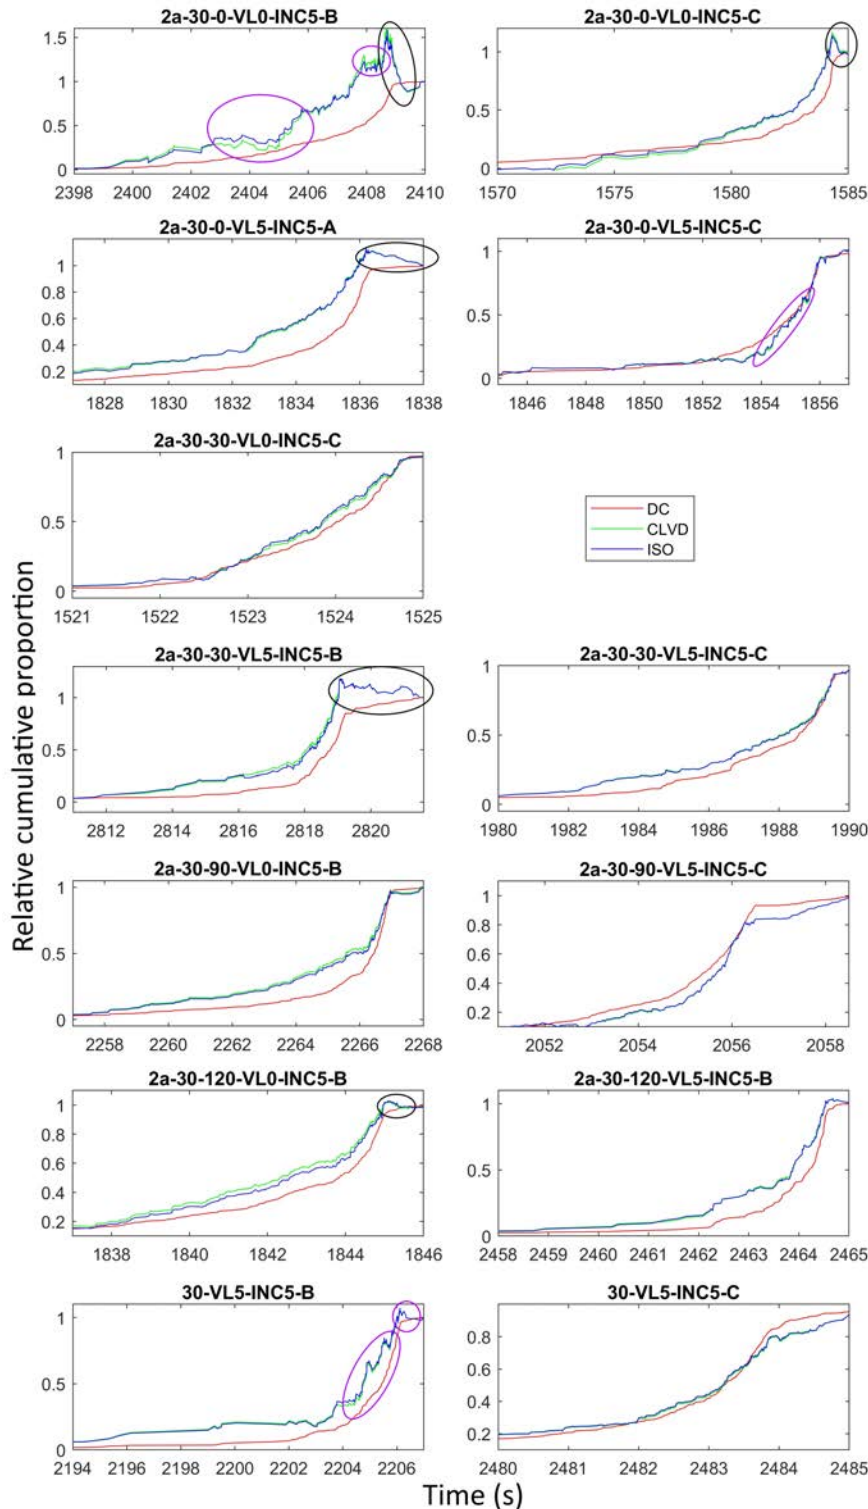 2a-30-0-VL0-INC5-B
2a-30-0-VL0-INC5-C
1.5
1
0.5
0
2398 2400 2402 2404 2406 2408 2410
1
0.5
0
1570 1575 1580 1585
2a-30-0-VL5-INC5-A
2a-30-0-VL5-INC5-C
1
0.8
0.6
0.4
0.2
1828 1830 1832 1834 1836 1838
1
0.5
0
1846 1848 1850 1852 1854 1856
2a-30-30-VL0-INC5-C
1
0.5
0
1521 1522 1523 1524 1525
DC
CLVD
ISO
Relative cumulative proportion
2a-30-30-VL5-INC5-B
2a-30-30-VL5-INC5-C
1
0.5
0
2812 2814 2816 2818 2820
1
0.5
0
1980 1982 1984 1986 1988 1990
2a-30-90-VL0-INC5-B
2a-30-90-VL5-INC5-C
1
0.5
0
2258 2260 2262 2264 2266 2268
1
0.8
0.6
0.4
0.2
2052 2054 2056 2058
2a-30-120-VL0-INC5-B
2a-30-120-VL5-INC5-B
1
0.8
0.6
0.4
0.2
1838 1840 1842 1844 1846
1
0.5
0
2458 2459 2460 2461 2462 2463 2464 2465
30-VL5-INC5-B
30-VL5-INC5-C
1
0.5
0
2194 2196 2198 2200 2202 2204 2206
1
0.8
0.6
0.4
0.2
2480 2481 2482 2483 2484 2485
Time (s)